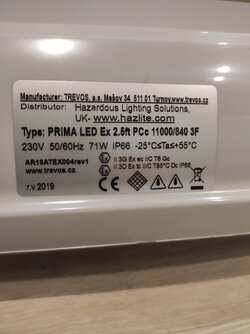 Manufacturer: TREVOS, a.s. Mašov 34 511 01 Turnov,www.trevos.cz
Distributor: Hazardous Lighting Solutions,
UK- www.hazlite.com
Type: PRIMA LED Ex 2.5ft PCc 11000/840 3F
230V 50/60Hz 71W IP66 -25°C≤Ta≤+55°C
AR19ATEX004rev1
www.trevos.cz
II 3G Ex ec IIC T6 Gc
II 3D Ex tc IIIC T85°C Dc IP66
r.v.2019